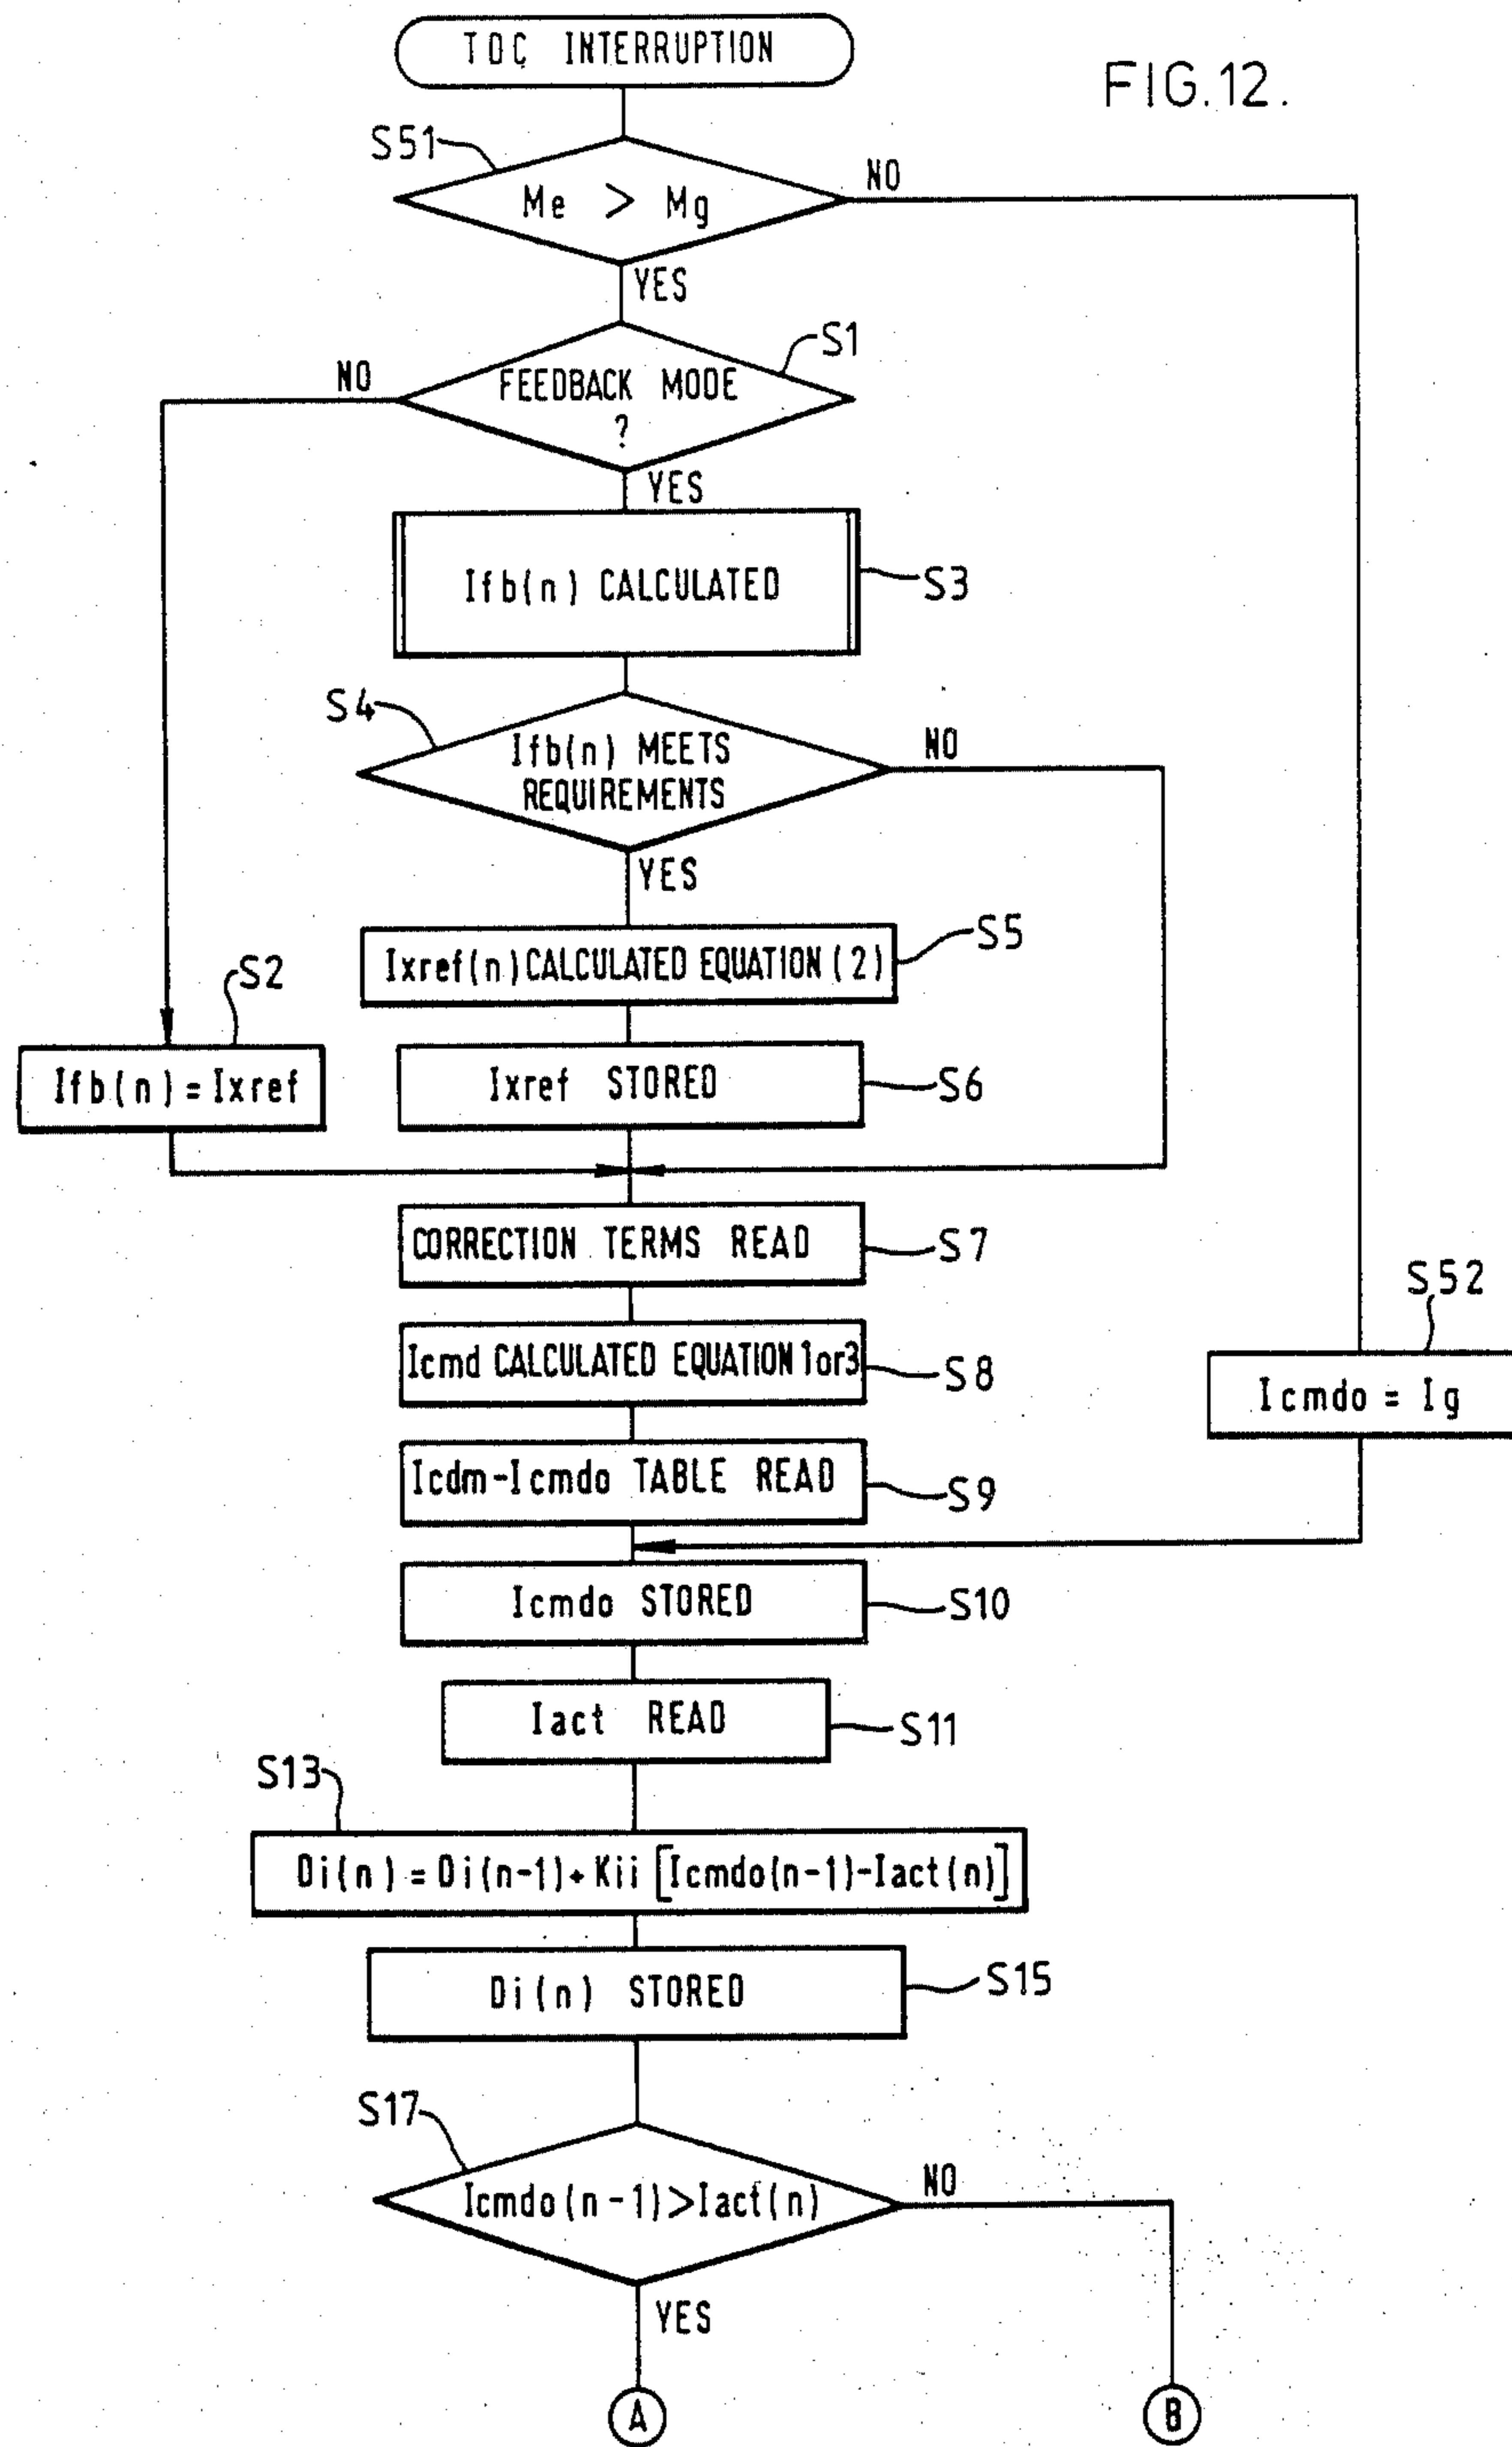 TDC INTERRUPTION
FIG.12.
S51
Me > Mg
NO
YES
S1
NO
FEEDBACK MODE
?
YES
Ifb(n) CALCULATED
S3
S4
Ifb(n) MEETS
REQUIREMENTS
NO
YES
S5
Ixref(n) CALCULATED EQUATION (2)
S2
Ifb(n) = Ixref
Ixref STORED
S6
CORRECTION TERMS READ
S7
S52
Icmd CALCULATED EQUATION 1or3
S8
Icmdo = Ig
Icdm-Icmdo TABLE READ
S9
Icmdo STORED
S10
Iact READ
S11
S13
Di(n) = Di(n-1) + Kii [Icmdo(n-1)-Iact(n)]
Di(n) STORED
S15
S17
Icmdo(n-1)>Iact(n)
NO
YES
A
B